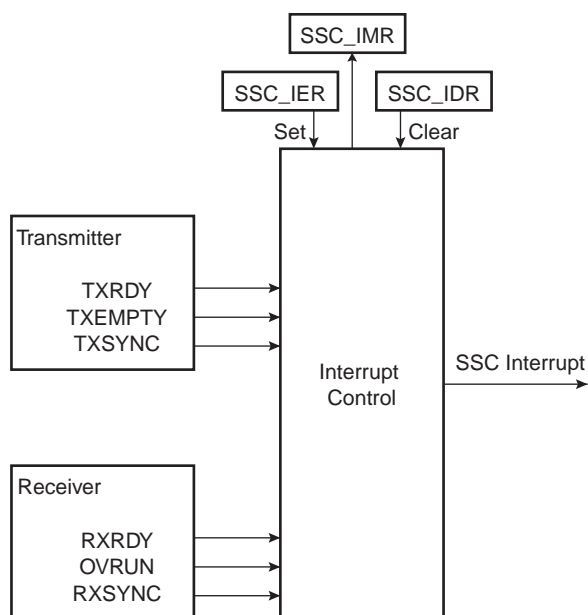 SSC_IMR
SSC_IER
SSC_IDR
Set
Clear
Transmitter
TXRDY
TXEMPTY
TXSYNC
Interrupt
Control
SSC Interrupt
Receiver
RXRDY
OVRUN
RXSYNC